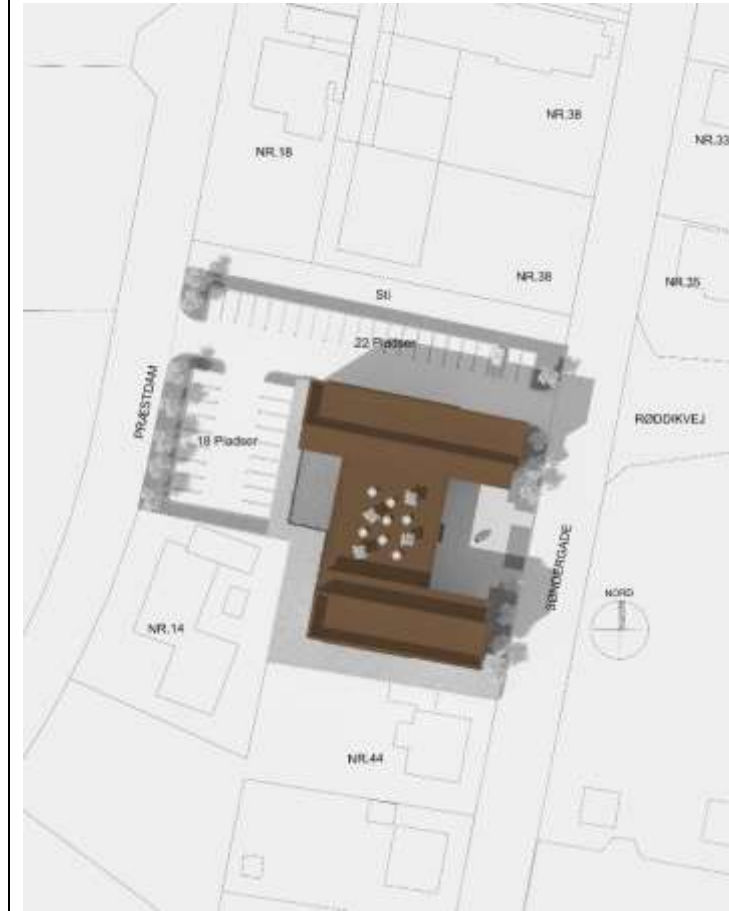 NR.38
NR.33
NR.18
NR.38
NR.35
Sti
22 Pladser
PRÆSTDAM
RØDDIKVEJ
18 Pladser
SØNDERGADE
NORD
NR.14
NR.44